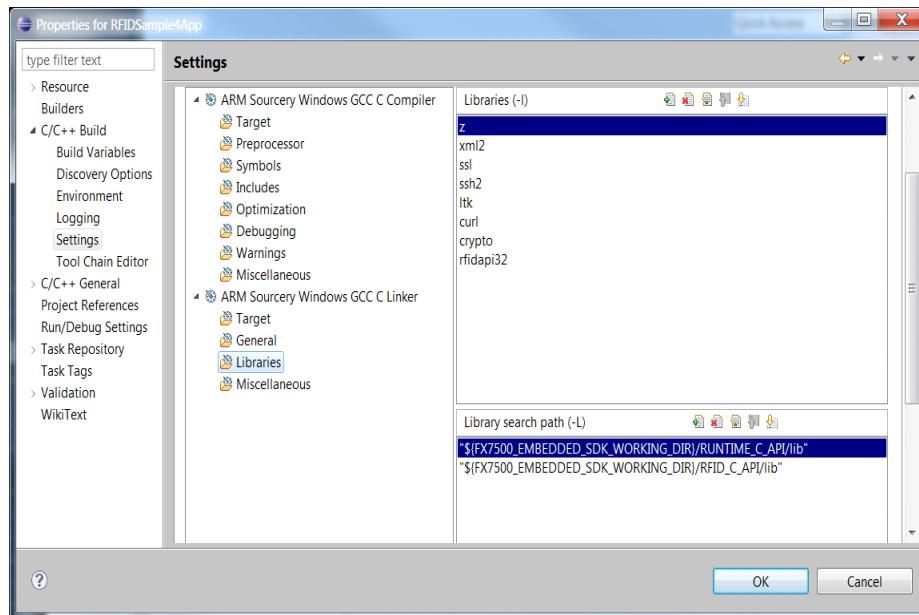 Properties for RFIDSample4App
Quick Access
type filter text
Settings
Resource
Builders
C/C++ Build
Build Variables
Discovery Options
Environment
Logging
Settings
Tool Chain Editor
C/C++ General
Project References
Run/Debug Settings
Task Repository
Task Tags
Validation
WikiText
ARM Sourcery Windows GCC C Compiler
Target
Preprocessor
Symbols
Includes
Optimization
Debugging
Warnings
Miscellaneous
ARM Sourcery Windows GCC C Linker
Target
General
Libraries
Miscellaneous
Libraries (-l)
z
xml2
ssl
ssh2
ltk
curl
crypto
rfidapi32
Library search path (-L)
"${FX7500_EMBEDDED_SDK_WORKING_DIR}/RUNTIME_C_API/lib"
"${FX7500_EMBEDDED_SDK_WORKING_DIR}/RFID_C_API/lib"
OK
Cancel